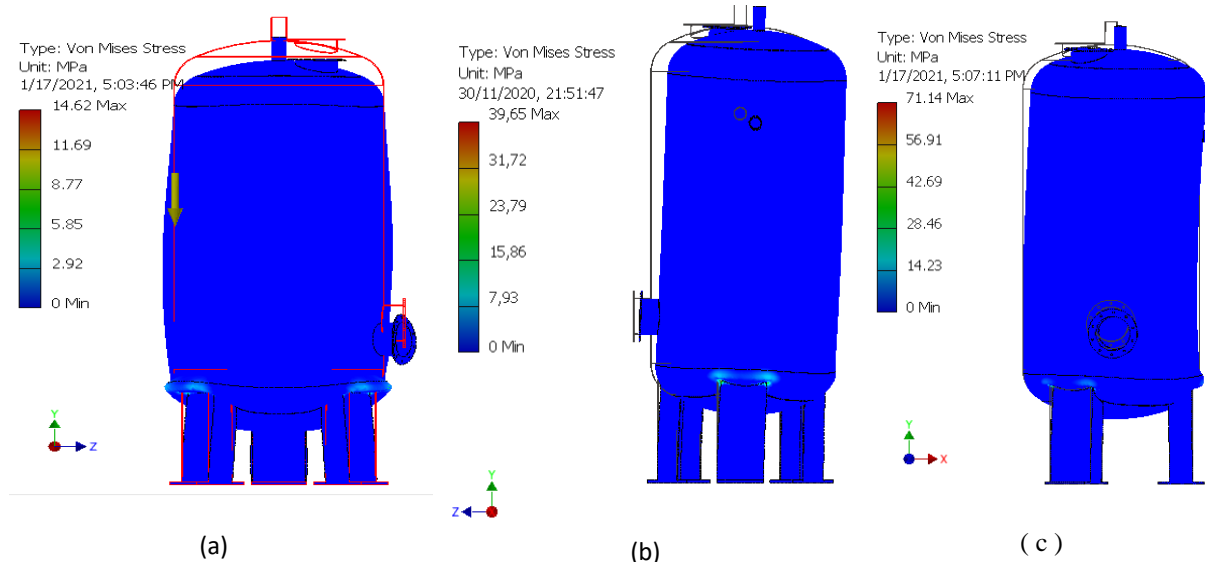 Type: Von Mises Stress
Unit: MPa
1/17/2021, 5:03:46 PM
14.62 Max
11.69
8.77
5.85
2.92
0 Min
Y
Z
(a)
Type: Von Mises Stress
Unit: MPa
30/11/2020, 21:51:47
39,65 Max
31,72
23,79
15,86
7,93
0 Min
Y
Z
(b)
Type: Von Mises Stress
Unit: MPa
1/17/2021, 5:07:11 PM
71.14 Max
56.91
42.69
28.46
14.23
0 Min
Y
X
( c )